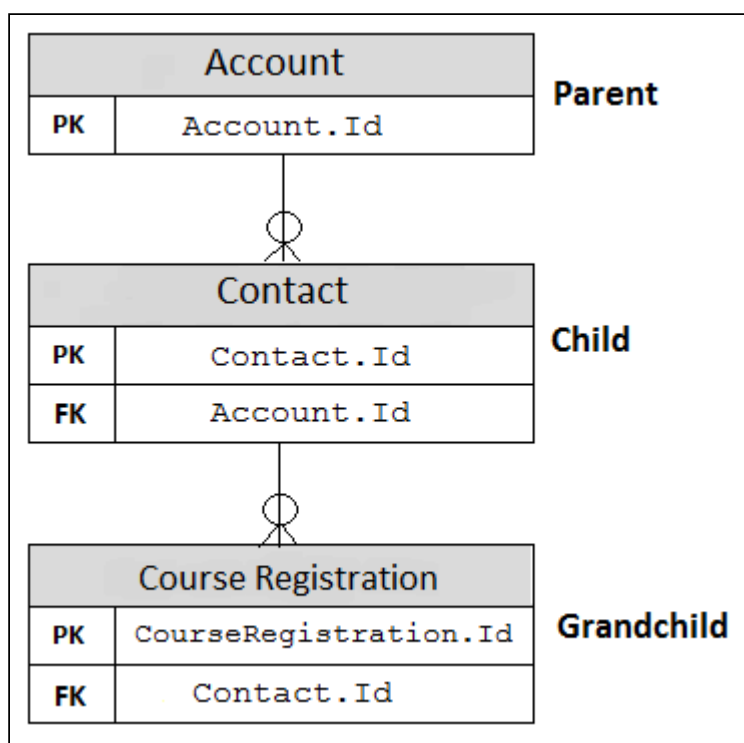 Account
Parent
PK Account.Id
Contact
PK Contact.Id
Child
FK Account.Id
Course Registration
PK CourseRegistration.Id
Grandchild
FK Contact.Id